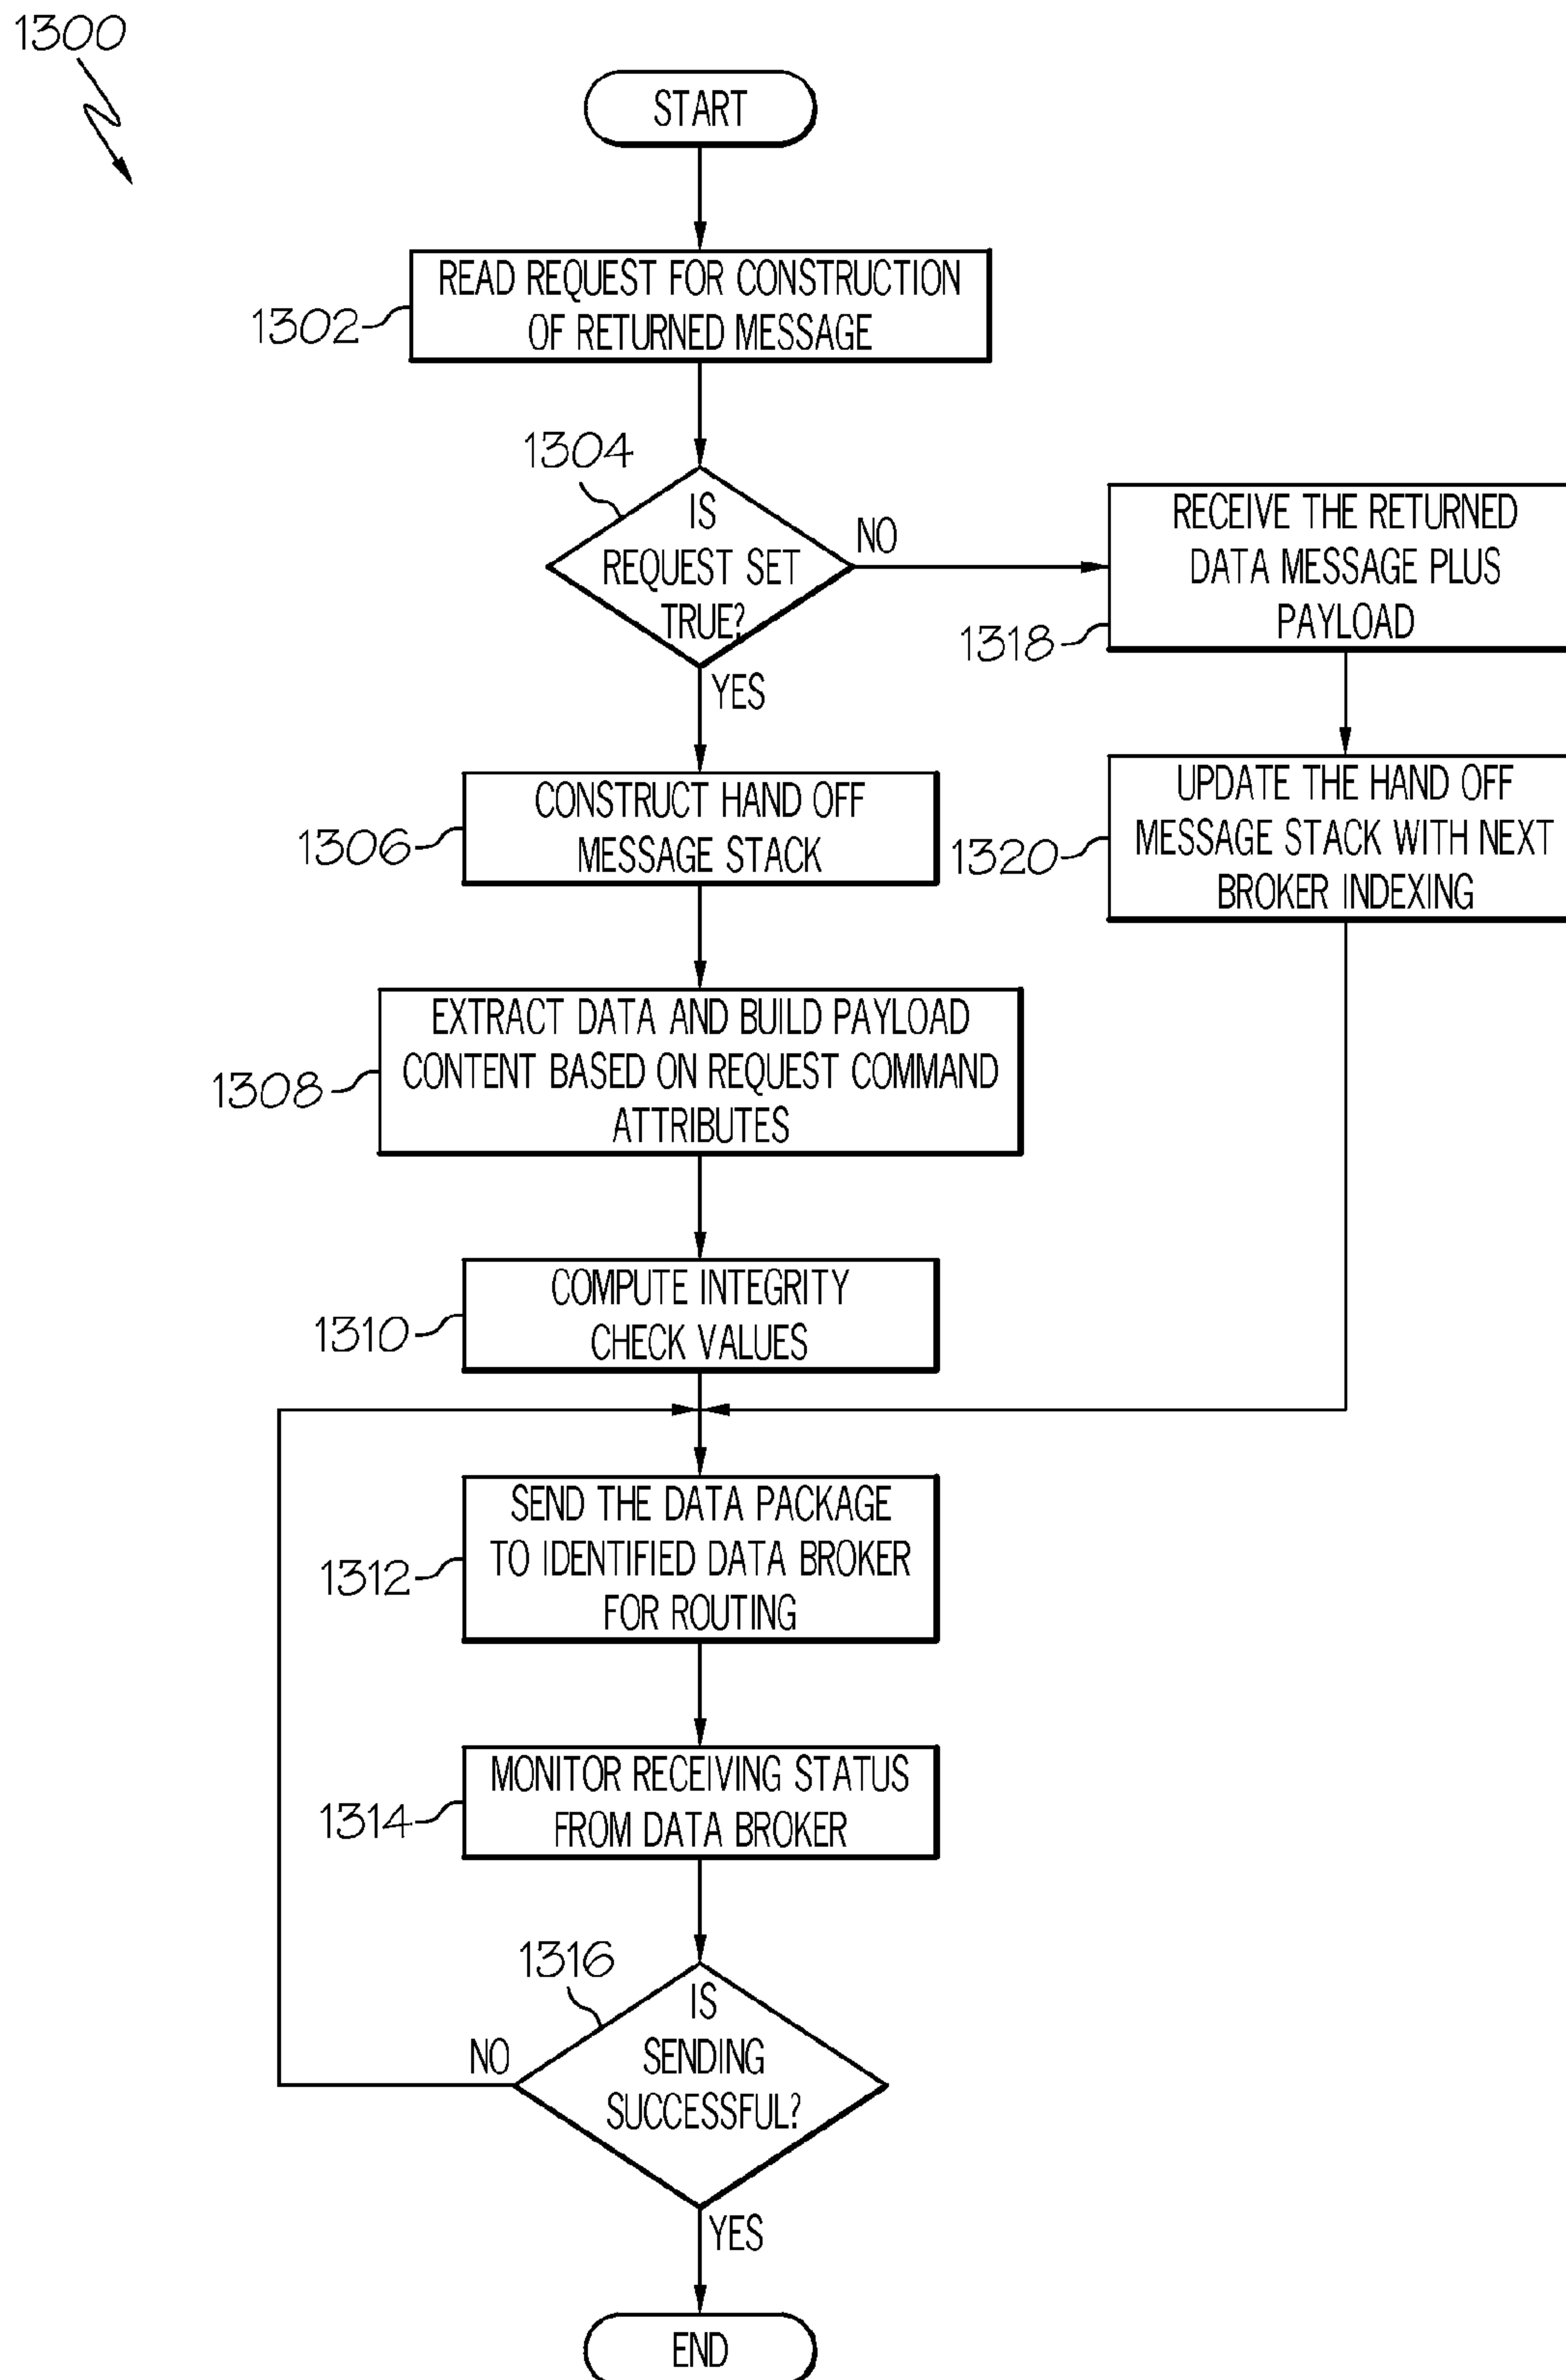 1300
START
READ REQUEST FOR CONSTRUCTION
OF RETURNED MESSAGE
1302
1304
IS
REQUEST SET
TRUE?
NO
YES
RECEIVE THE RETURNED
DATA MESSAGE PLUS
PAYLOAD
1318
CONSTRUCT HAND OFF
MESSAGE STACK
1306
UPDATE THE HAND OFF
MESSAGE STACK WITH NEXT
BROKER INDEXING
1320
EXTRACT DATA AND BUILD PAYLOAD
CONTENT BASED ON REQUEST COMMAND
ATTRIBUTES
1308
COMPUTE INTEGRITY
CHECK VALUES
1310
SEND THE DATA PACKAGE
TO IDENTIFIED DATA BROKER
FOR ROUTING
1312
MONITOR RECEIVING STATUS
FROM DATA BROKER
1314
1316
IS
SENDING
SUCCESSFUL?
NO
YES
END